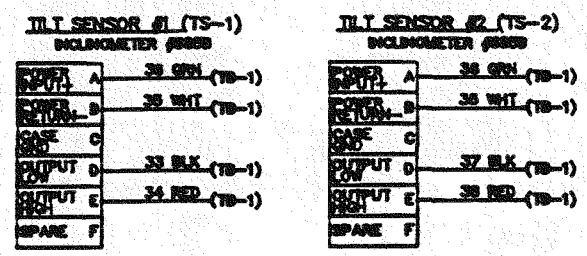 TILT SENSOR #1 (TS-1)
INCLINOMETER
POWER INPUT+ A 36 GRN (TB-1)
POWER RETURN- B 35 WHT (TB-1)
CASE GND C
OUTPUT LOW D 33 BLK (TB-1)
OUTPUT HIGH E 34 RED (TB-1)
SPARE F
TILT SENSOR #2 (TS-2)
INCLINOMETER
POWER INPUT+ A 36 GRN (TB-1)
POWER RETURN- B 35 WHT (TB-1)
CASE GND C
OUTPUT LOW D 37 BLK (TB-1)
OUTPUT HIGH E 38 RED (TB-1)
SPARE F